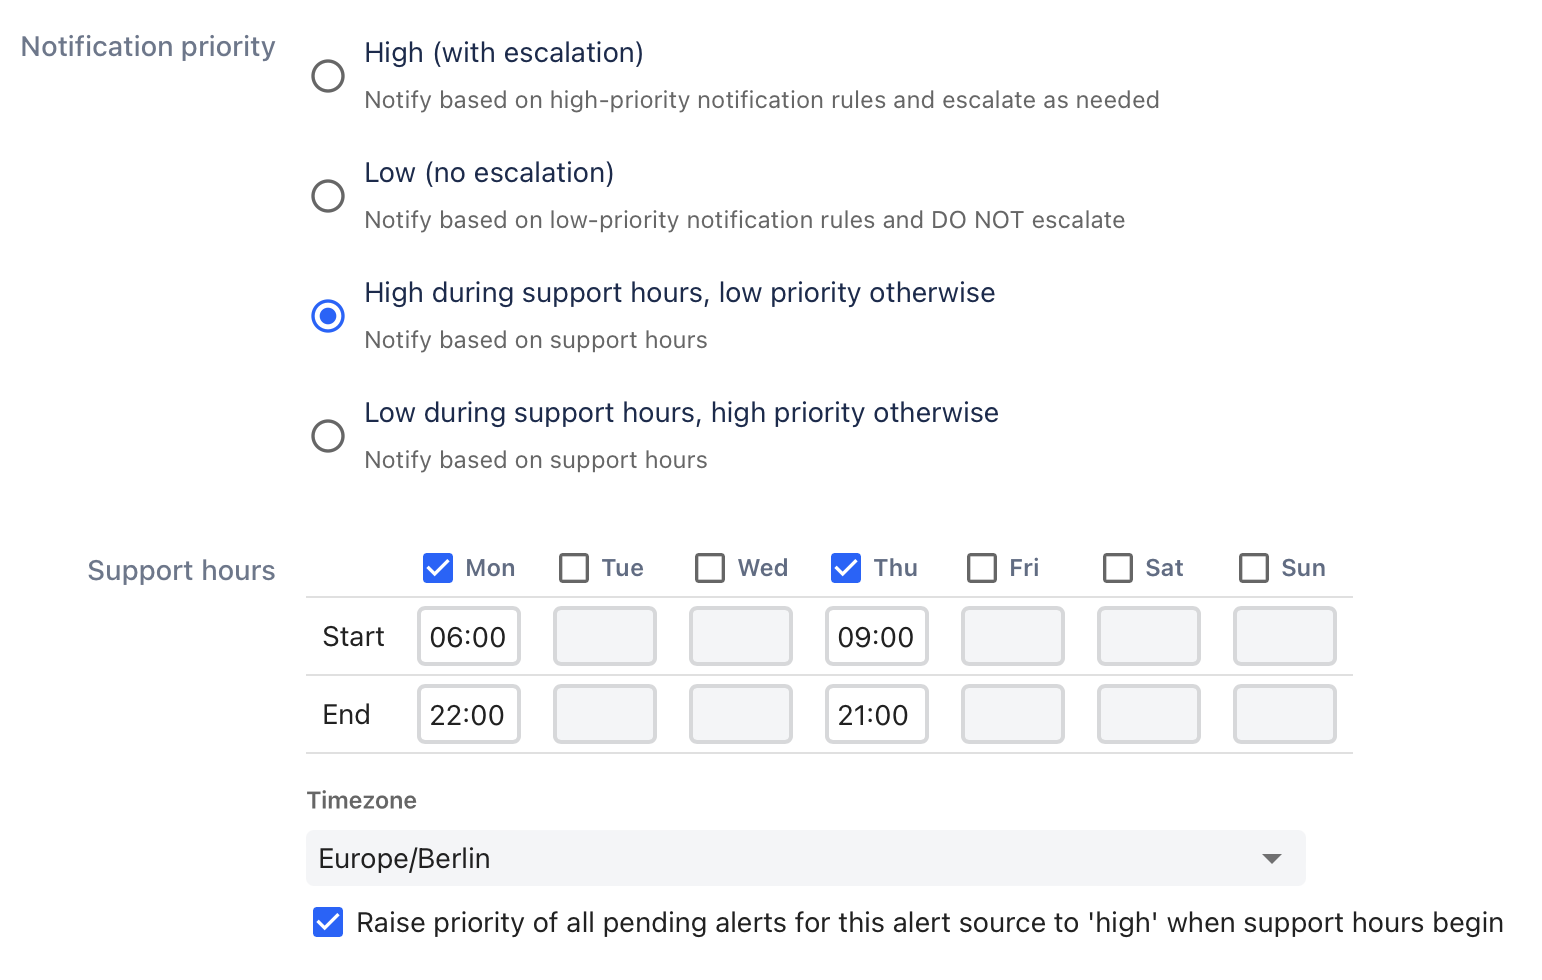 Notification priority
High (with escalation)
Notify based on high-priority notification rules and escalate as needed
Low (no escalation)
Notify based on low-priority notification rules and DO NOT escalate
High during support hours, low priority otherwise
Notify based on support hours
Low during support hours, high priority otherwise
Notify based on support hours
Support hours
Mon Tue Wed Thu Fri Sat Sun
Start 06:00 09:00
End 22:00 21:00
Timezone
Europe/Berlin
Raise priority of all pending alerts for this alert source to 'high' when support hours begin